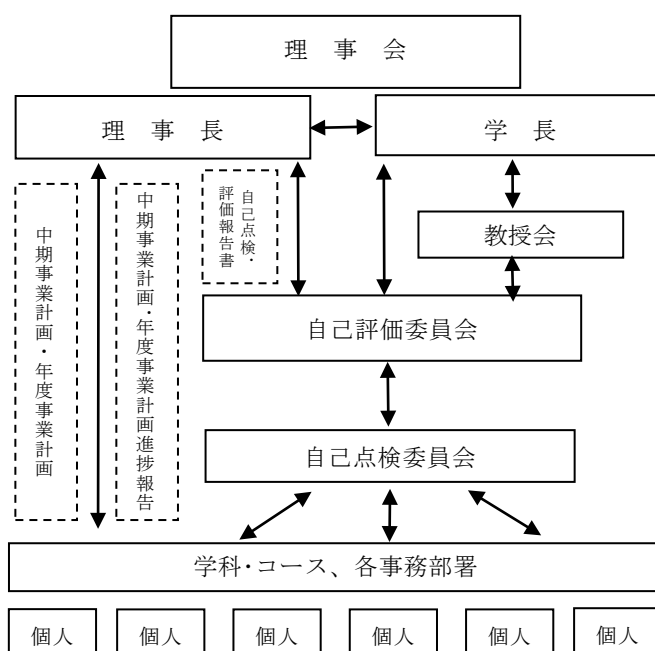 理 事 会
理 事 長
学 長
中期事業計画・年度事業計画
中期事業計画・年度事業計画進捗報告
自己点検・
評価報告書
教授会
自己評価委員会
自己点検委員会
学科・コース、各事務部署
個人
個人
個人
個人
個人
個人